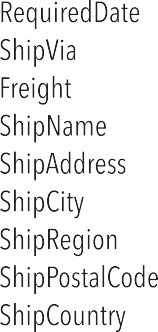 RequiredDate
ShipVia
Freight
ShipName
ShipAddress
ShipCity
ShipRegion
ShipPostalCode
ShipCountry